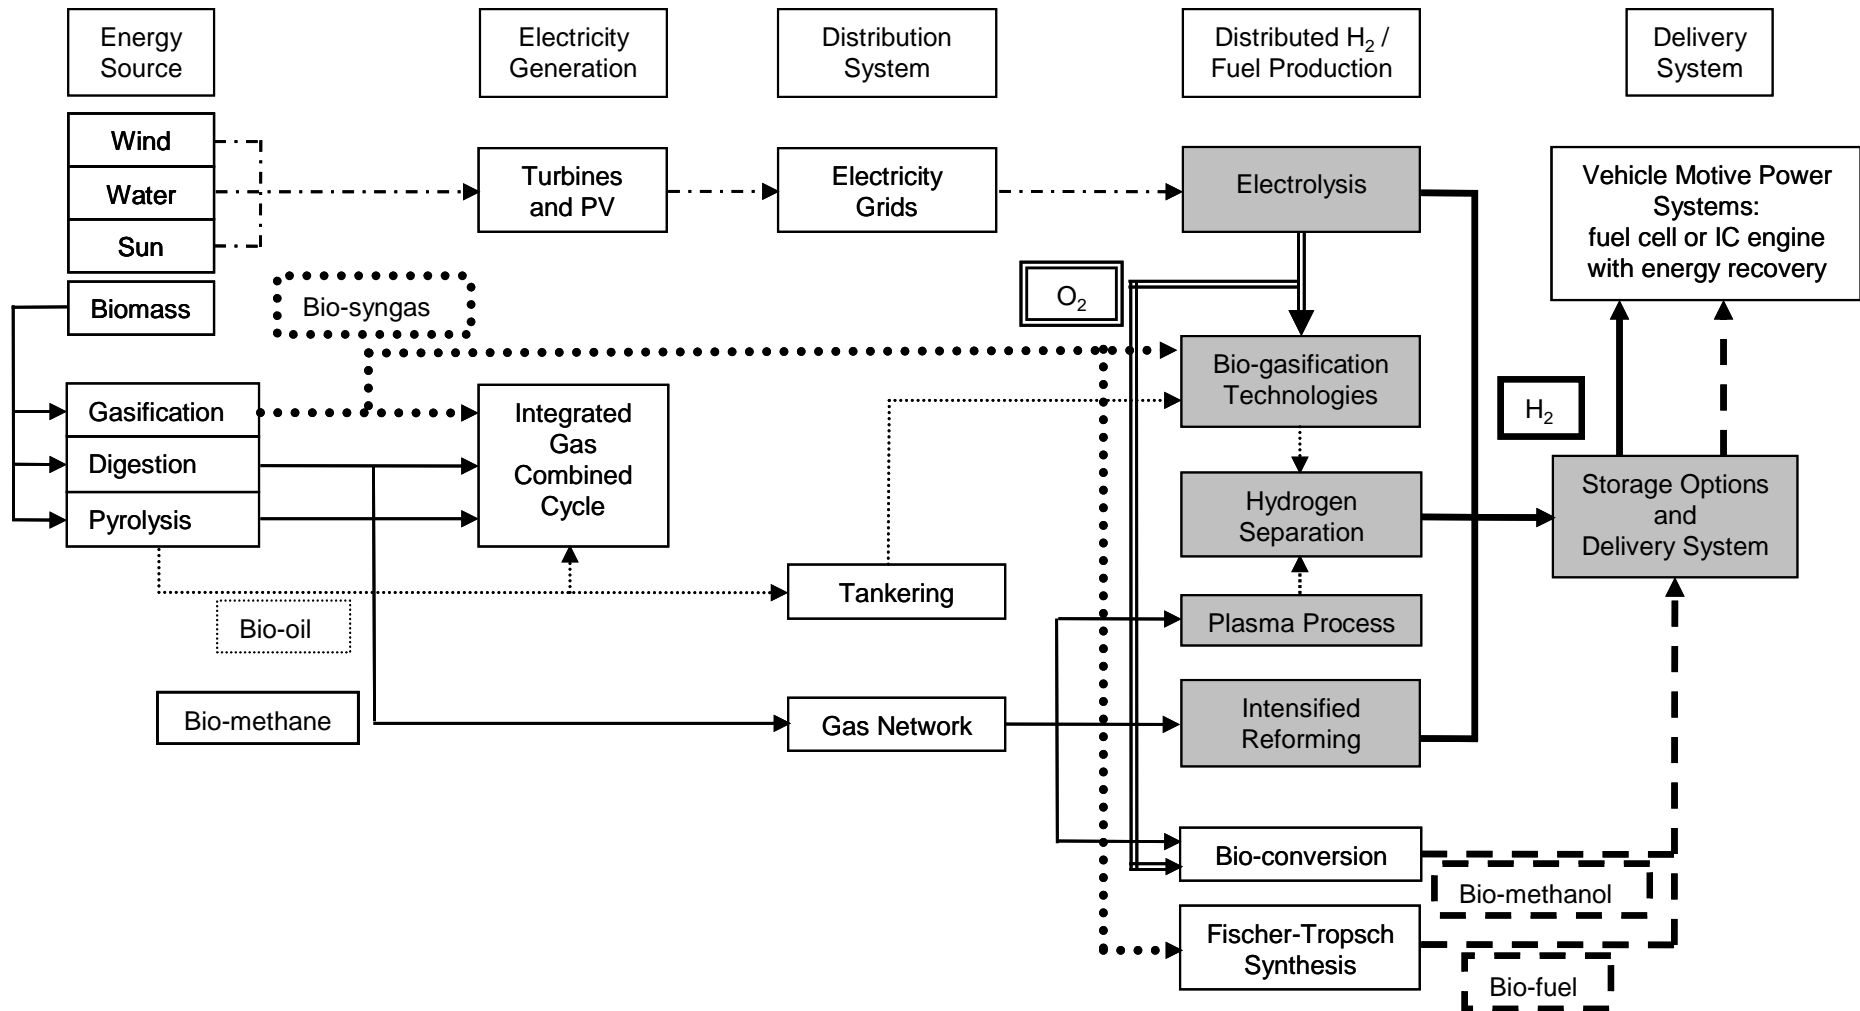 Energy
Source
Electricity
Generation
Distribution
System
Distributed H₂ /
Fuel Production
Delivery
System
Wind
Water
Sun
Biomass
Turbines
and PV
Electricity
Grids
Electrolysis
Vehicle Motive Power
Systems:
fuel cell or IC engine
with energy recovery
Bio-syngas
O₂
Bio-gasification
Technologies
Gasification
Digestion
Pyrolysis
Integrated
Gas
Combined
Cycle
H₂
Hydrogen
Separation
Storage Options
and
Delivery System
Tankering
Bio-oil
Plasma Process
Bio-methane
Gas Network
Intensified
Reforming
Bio-conversion
Bio-methanol
Fischer-Tropsch
Synthesis
Bio-fuel